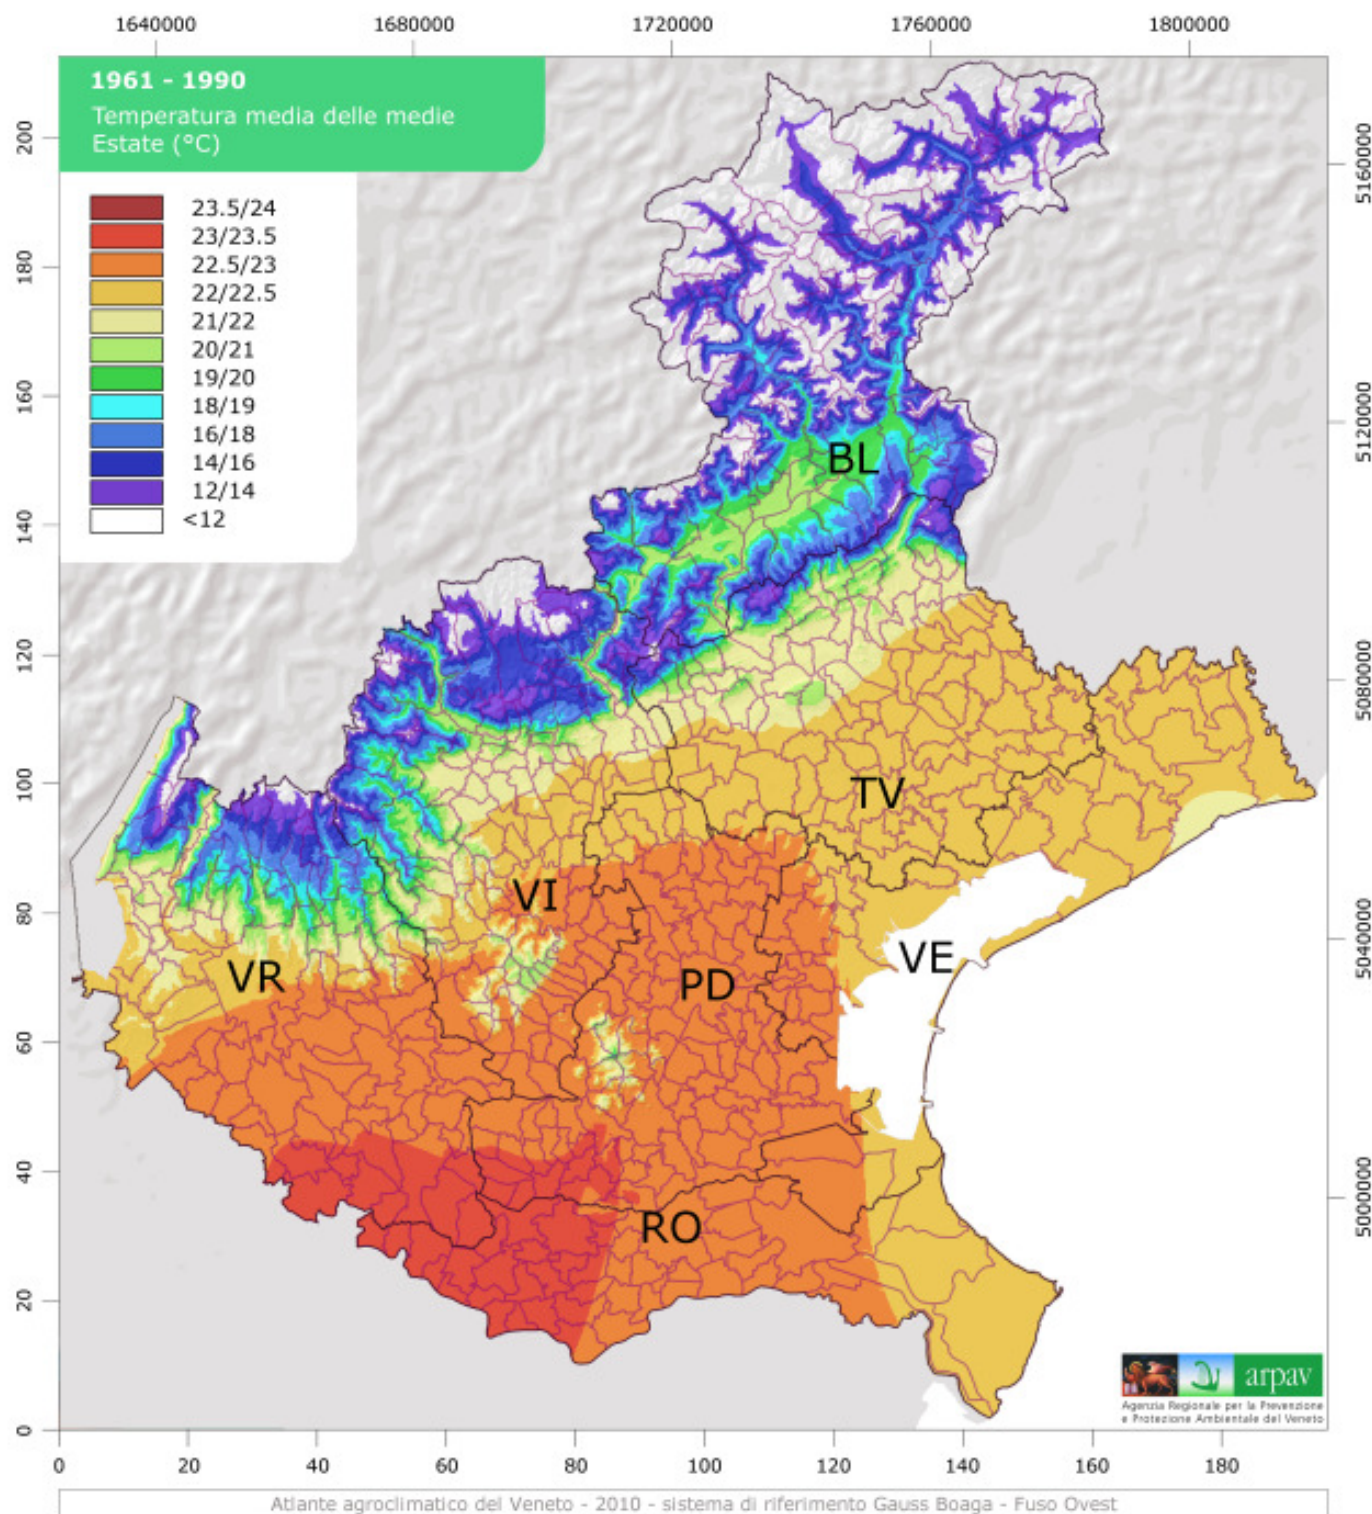 1640000 1680000 1720000 1760000 1800000
1961 - 1990
Temperatura media delle medie
Estate (°C)
23.5/24
23/23.5
22.5/23
22/22.5
21/22
20/21
19/20
18/19
16/18
14/16
12/14
<12
200
180
160
140
120
100
80
60
40
20
0
5160000
5120000
5080000
5040000
5000000
BL
TV
VI
VE
VR
PD
RO
arpav
Agenzia Regionale per la Prevenzione
e Protezione Ambientale del Veneto
0 20 40 60 80 100 120 140 160 180
Atlante agroclimatico del Veneto - 2010 - sistema di riferimento Gauss Boaga - Fuso Ovest